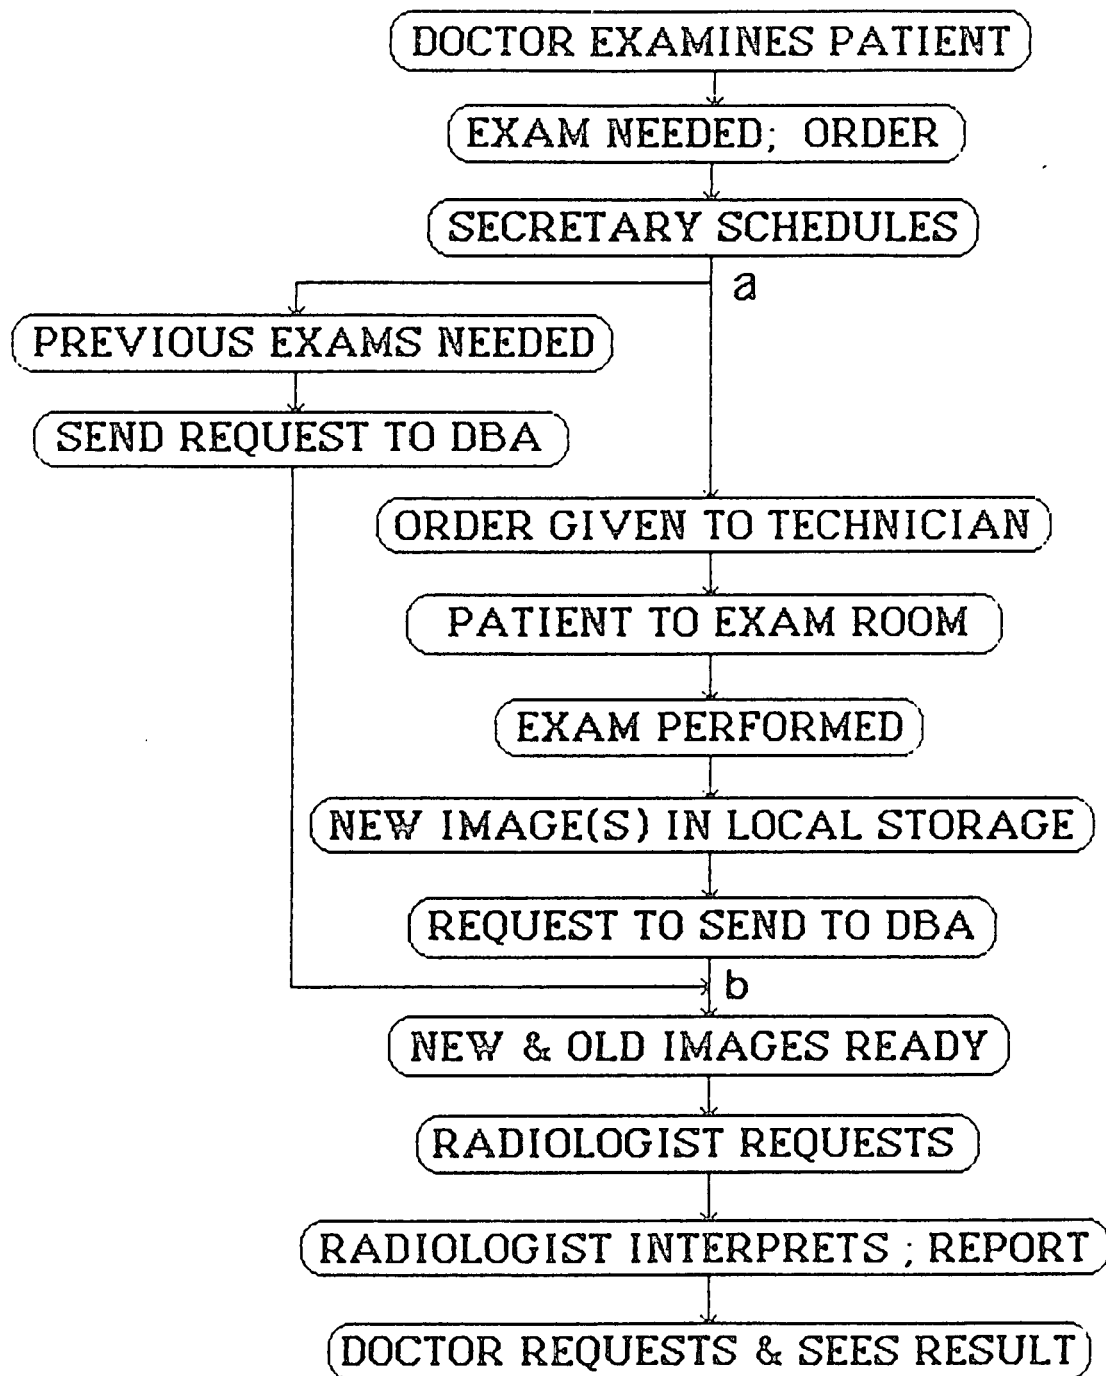 DOCTOR EXAMINES PATIENT
EXAM NEEDED; ORDER
SECRETARY SCHEDULES
a
PREVIOUS EXAMS NEEDED
SEND REQUEST TO DBA
ORDER GIVEN TO TECHNICIAN
PATIENT TO EXAM ROOM
EXAM PERFORMED
NEW IMAGE(S) IN LOCAL STORAGE
REQUEST TO SEND TO DBA
b
NEW & OLD IMAGES READY
RADIOLOGIST REQUESTS
RADIOLOGIST INTERPRETS ; REPORT
DOCTOR REQUESTS & SEES RESULT